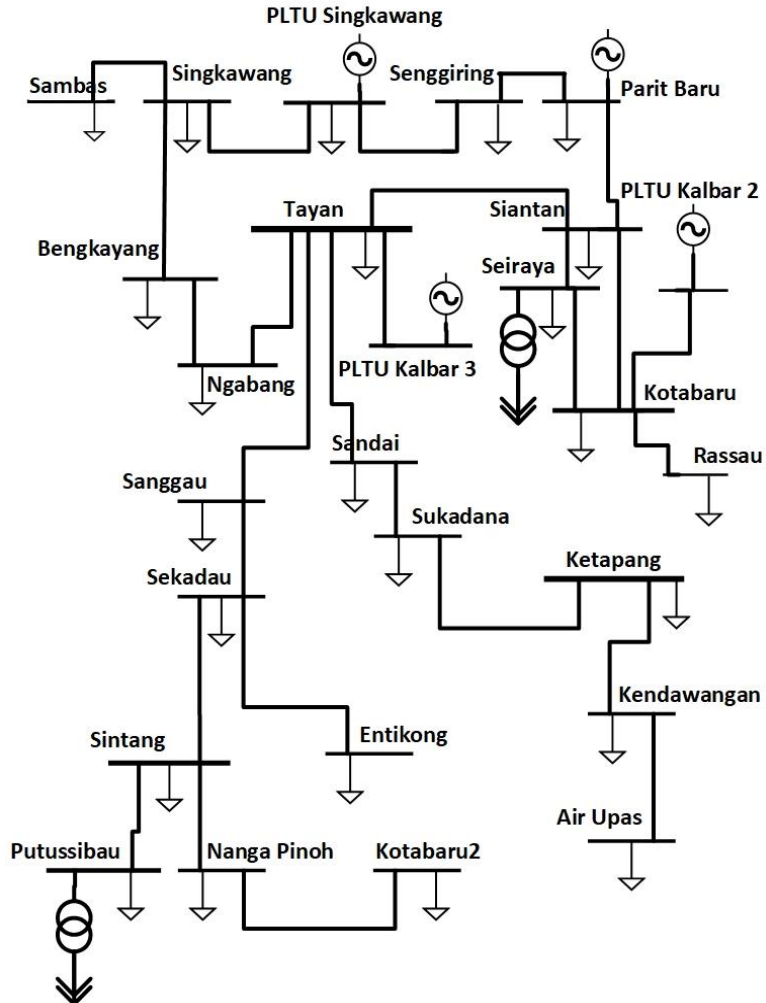 PLTU Singkawang
Sambas
Singkawang
Senggiring
Parit Baru
Tayan
Siantan
PLTU Kalbar 2
Bengkayang
Seiraya
Ngabang
PLTU Kalbar 3
Kotabaru
Sandai
Rassau
Sanggau
Sukadana
Sekadau
Ketapang
Kendawangan
Sintang
Entikong
Air Upas
Putussibau
Nanga Pinoh
Kotabaru2